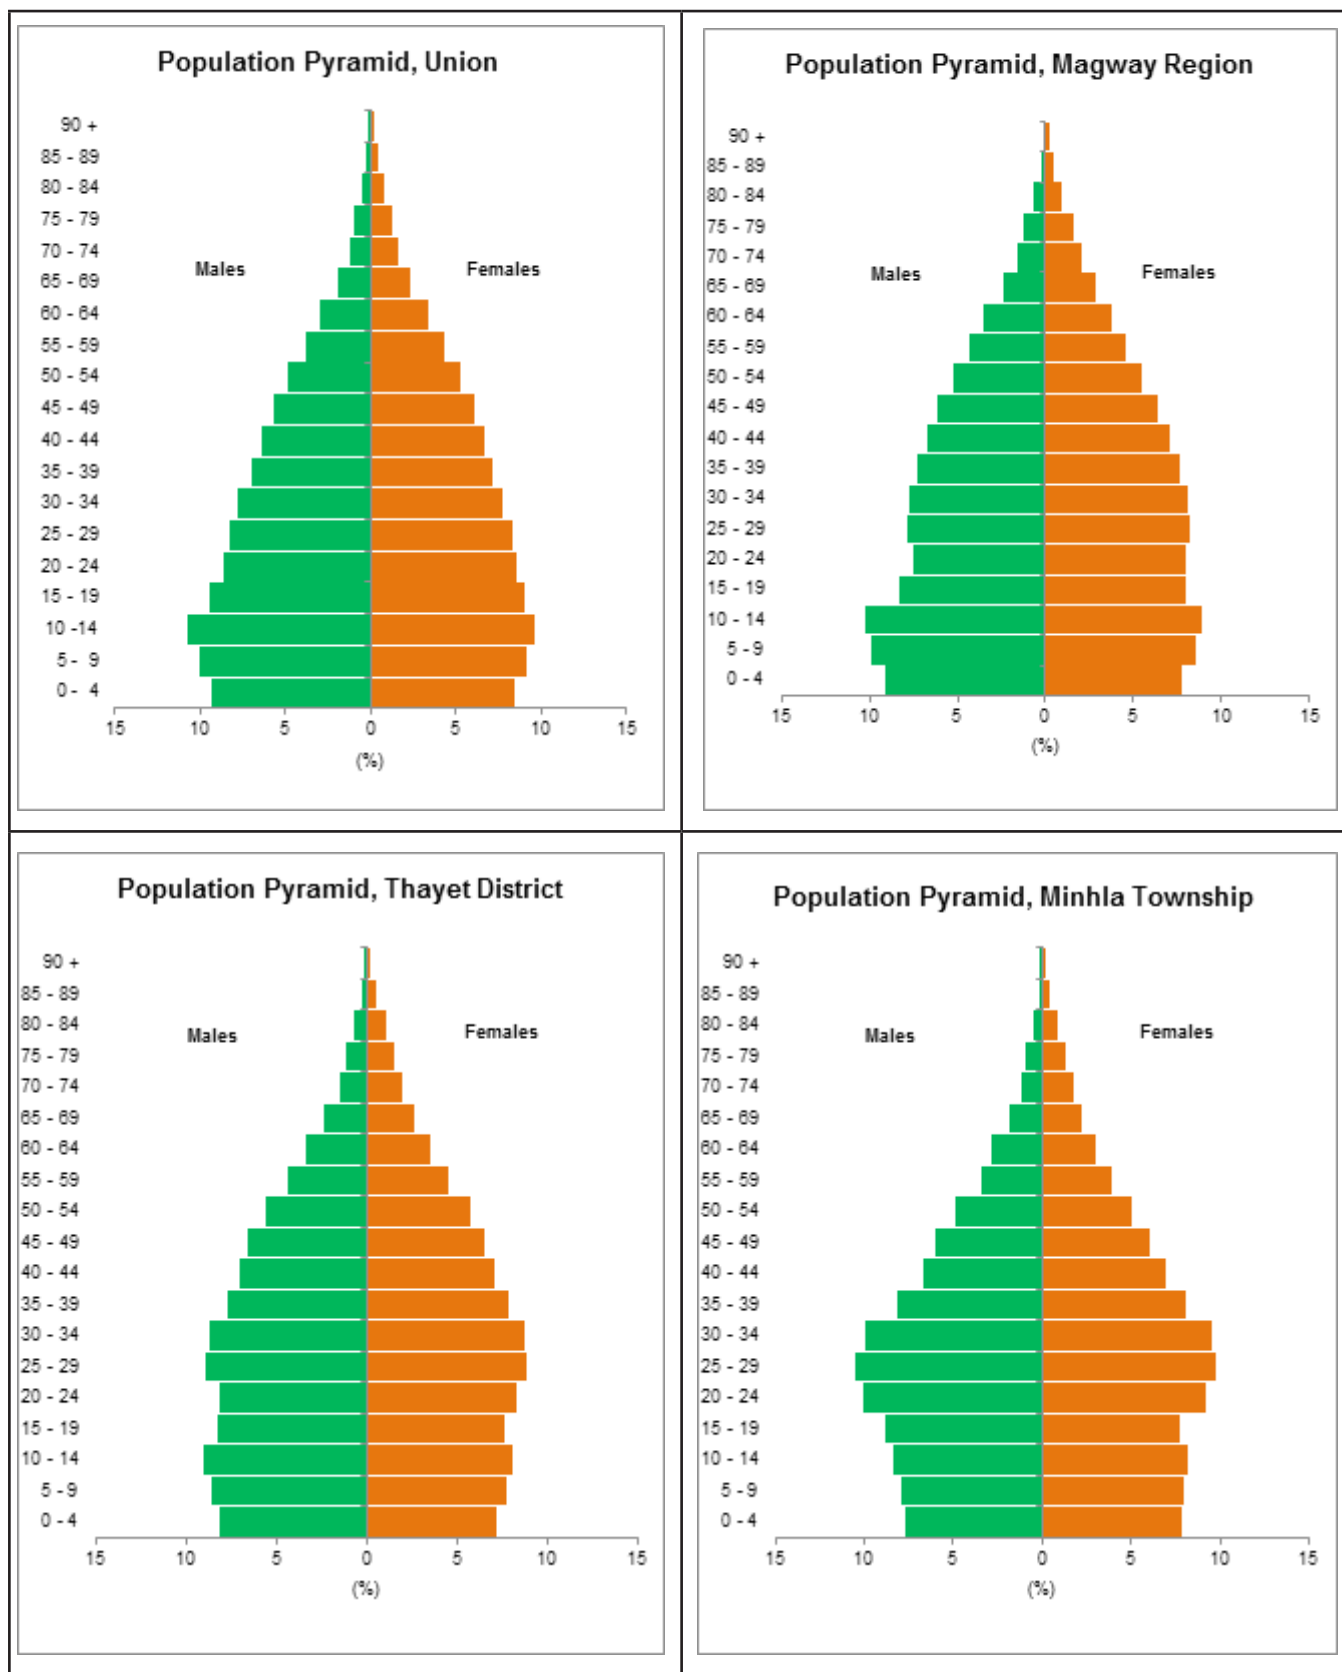 Population Pyramid, Union
90 +
85 - 89
80 - 84
75 - 79
70 - 74
Males
Females
65 - 69
60 - 64
55 - 59
50 - 54
45 - 49
40 - 44
35 - 39
30 - 34
25 - 29
20 - 24
15 - 19
10 -14
5 - 9
0 - 4
15 10 5 0 5 10 15
(%)
Population Pyramid, Magway Region
90 +
85 - 89
80 - 84
75 - 79
70 - 74
Males
Females
65 - 69
60 - 64
55 - 59
50 - 54
45 - 49
40 - 44
35 - 39
30 - 34
25 - 29
20 - 24
15 - 19
10 - 14
5 - 9
0 - 4
15 10 5 0 5 10 15
(%)
Population Pyramid, Thayet District
90 +
85 - 89
80 - 84
Males
Females
75 - 79
70 - 74
65 - 69
60 - 64
55 - 59
50 - 54
45 - 49
40 - 44
35 - 39
30 - 34
25 - 29
20 - 24
15 - 19
10 - 14
5 - 9
0 - 4
15 10 5 0 5 10 15
(%)
Population Pyramid, Minhla Township
90 +
85 - 89
80 - 84
Males
Females
75 - 79
70 - 74
65 - 69
60 - 64
55 - 59
50 - 54
45 - 49
40 - 44
35 - 39
30 - 34
25 - 29
20 - 24
15 - 19
10 - 14
5 - 9
0 - 4
15 10 5 0 5 10 15
(%)